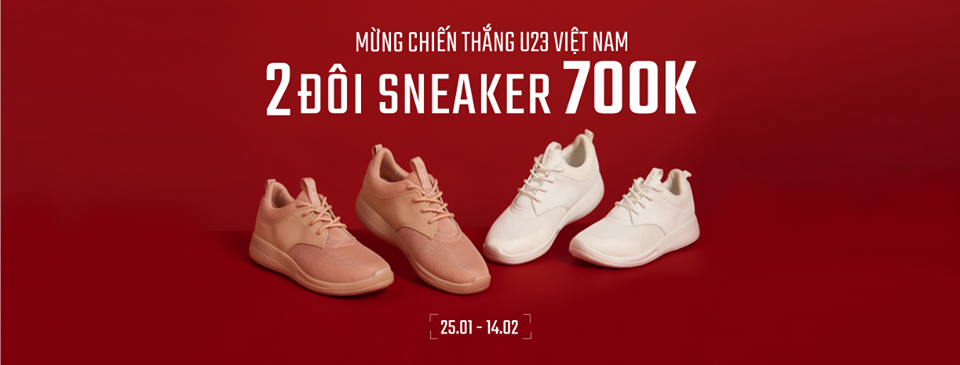 MỪNG CHIẾN THẮNG U23 VIỆT NAM
2 ĐÔI SNEAKER 700K
25.01 - 14.02